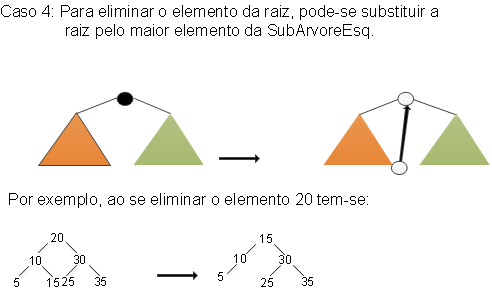 Caso 4: Para eliminar o elemento da raiz, pode-se substituir a
raiz pelo maior elemento da SubArvoreEsq.
Por exemplo, ao se eliminar o elemento 20 tem-se:
20 15
10 30 10 30
5 15 25 35 5 25 35